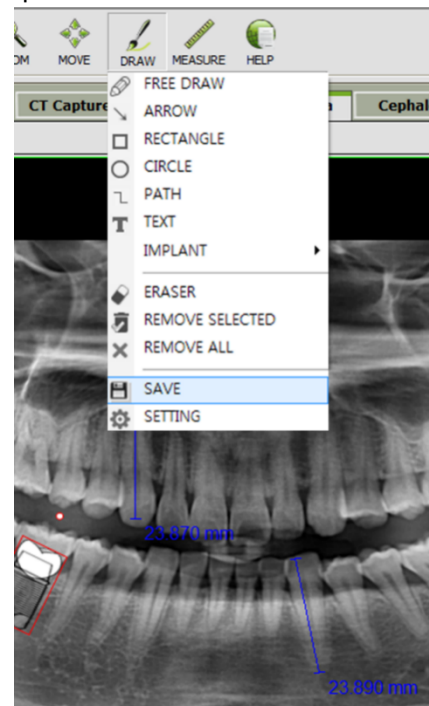 OM MOVE DRAW MEASURE HELP
CT Capture Cephal
FREE DRAW
ARROW
RECTANGLE
CIRCLE
PATH
TEXT
IMPLANT
ERASER
REMOVE SELECTED
REMOVE ALL
SAVE
SETTING
23.870 mm
23.890 mm